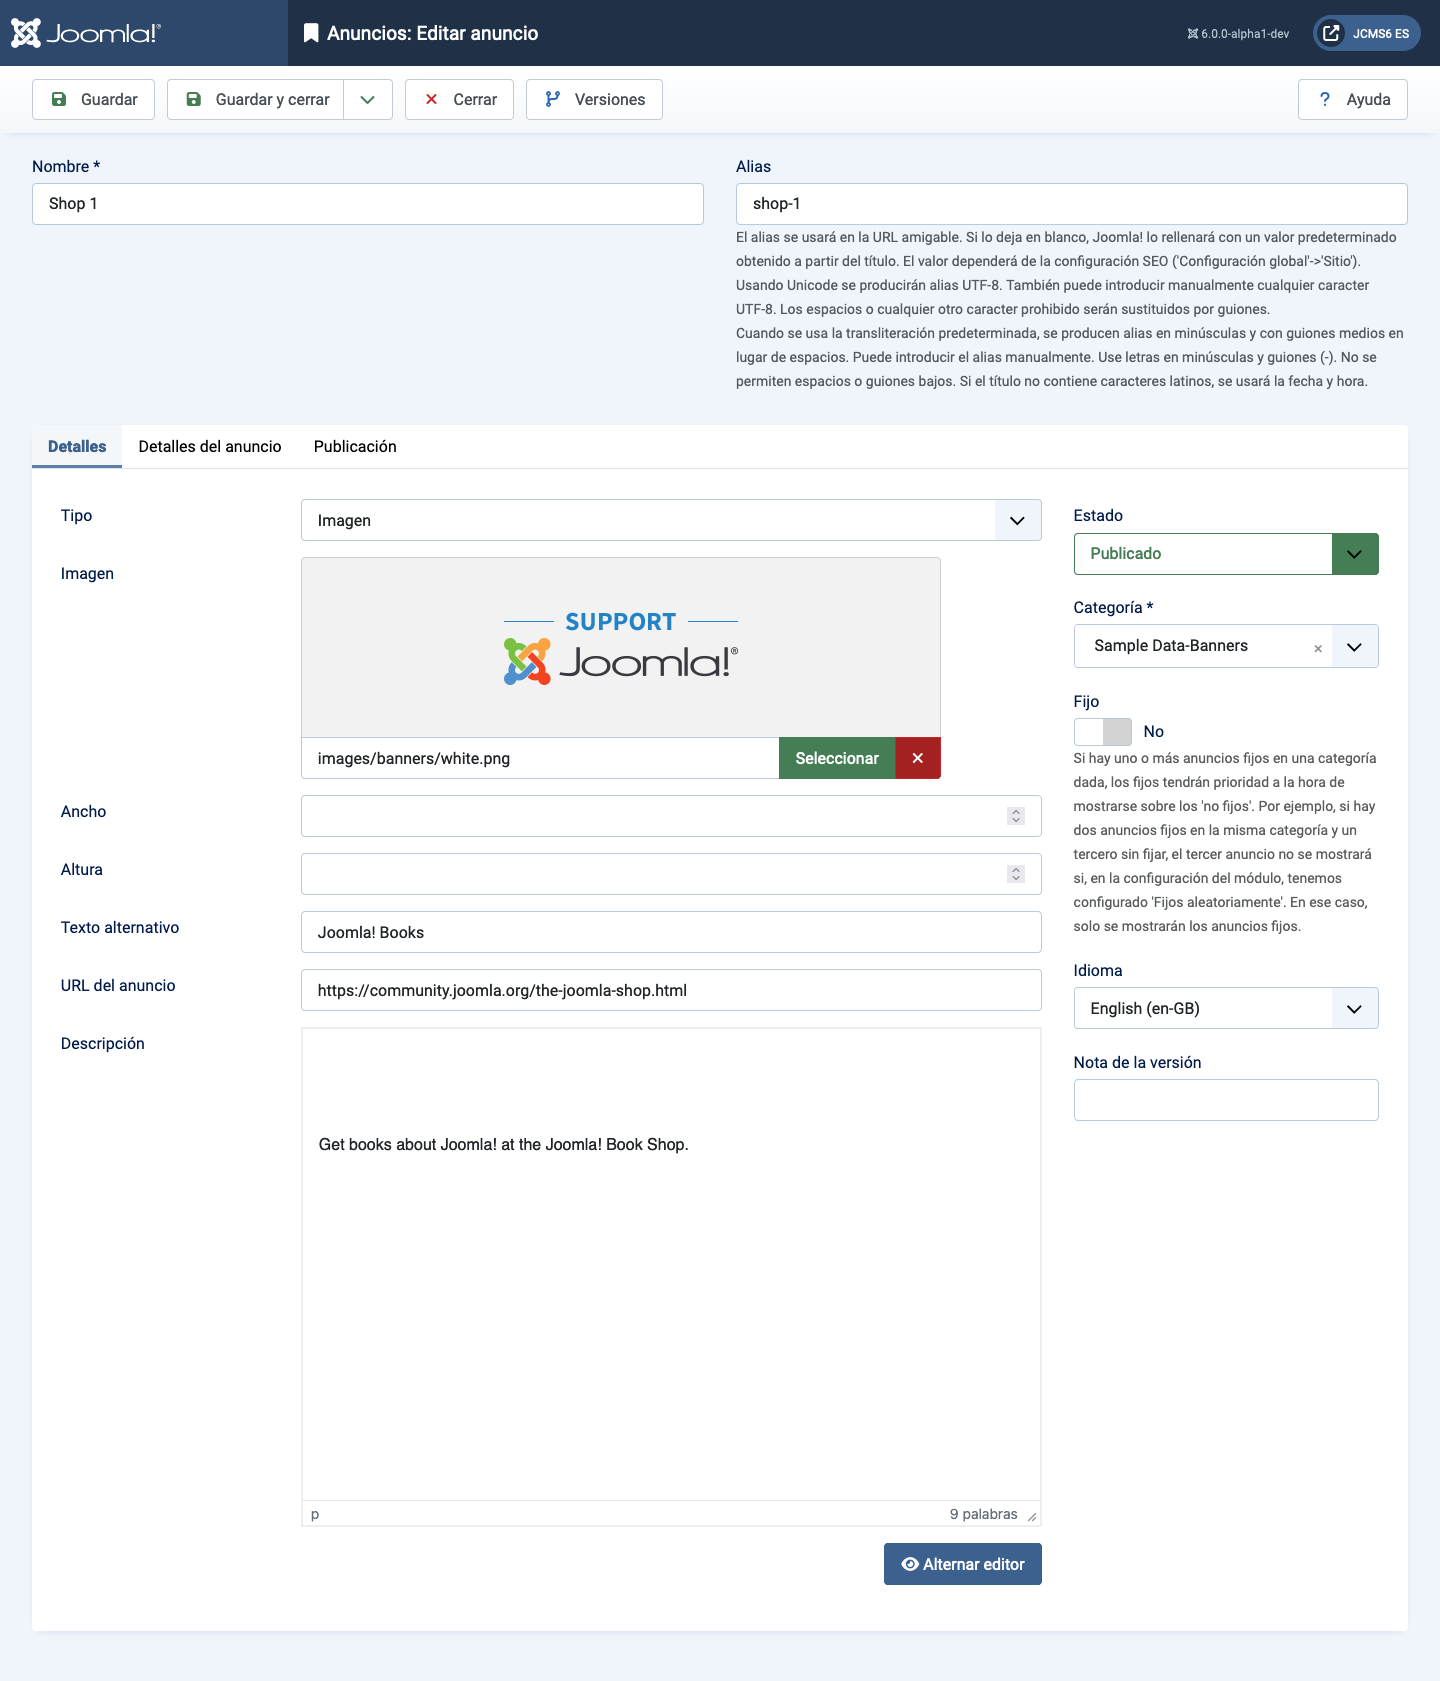 Joomla!®
Anuncios: Editar anuncio
6.0.0-alpha1-dev
JCMS6 ES
Guardar
Guardar y cerrar
Cerrar
Versiones
? Ayuda
Nombre *
Shop 1
Alias
shop-1
El alias se usará en la URL amigable. Si lo deja en blanco, Joomla! lo rellenará con un valor predeterminado
obtenido a partir del título. El valor dependerá de la configuración SEO ('Configuración global'->'Sitio').
Usando Unicode se producirán alias UTF-8. También puede introducir manualmente cualquier caracter
UTF-8. Los espacios o cualquier otro caracter prohibido serán sustituidos por guiones.
Cuando se usa la transliteración predeterminada, se producen alias en minúsculas y con guiones medios en
lugar de espacios. Puede introducir el alias manualmente. Use letras en minúsculas y guiones (-). No se
permiten espacios o guiones bajos. Si el título no contiene caracteres latinos, se usará la fecha y hora.
Detalles
Detalles del anuncio
Publicación
Tipo
Imagen
Imagen
SUPPORT
Joomla!®
images/banners/white.png
Seleccionar
Ancho
Altura
Texto alternativo
Joomla! Books
URL del anuncio
https://community.joomla.org/the-joomla-shop.html
Descripción
Get books about Joomla! at the Joomla! Book Shop.
p
9 palabras
Alternar editor
Estado
Publicado
Categoría *
Sample Data-Banners
×
Fijo
No
Si hay uno o más anuncios fijos en una categoría
dada, los fijos tendrán prioridad a la hora de
mostrarse sobre los 'no fijos'. Por ejemplo, si hay
dos anuncios fijos en la misma categoría y un
tercero sin fijar, el tercer anuncio no se mostrará
si, en la configuración del módulo, tenemos
configurado 'Fijos aleatoriamente'. En ese caso,
solo se mostrarán los anuncios fijos.
Idioma
English (en-GB)
Nota de la versión